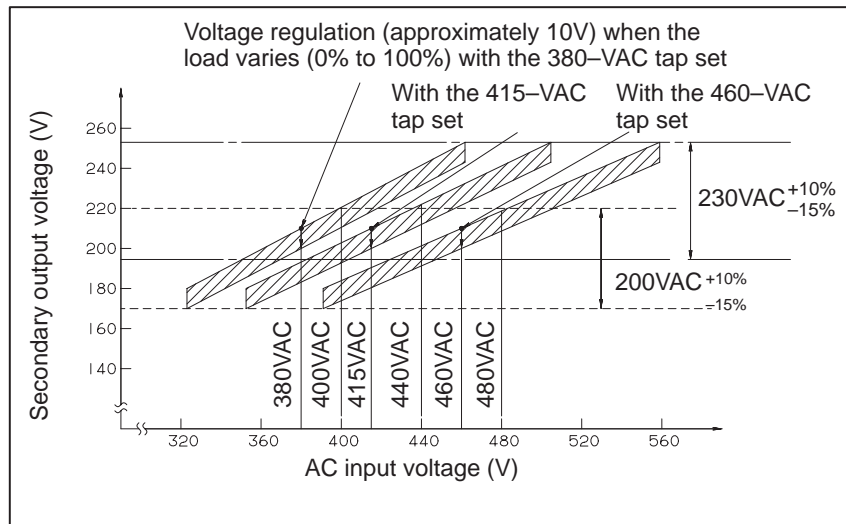 Voltage regulation (approximately 10V) when the
load varies (0% to 100%) with the 380–VAC tap set
With the 415–VAC
tap set
With the 460–VAC
tap set
Secondary output voltage (V)
260
240
220
200
180
160
140
230VAC +10%
–15%
200VAC +10%
–15%
380VAC
400VAC
415VAC
440VAC
460VAC
480VAC
320
360
400
440
480
520
560
AC input voltage (V)